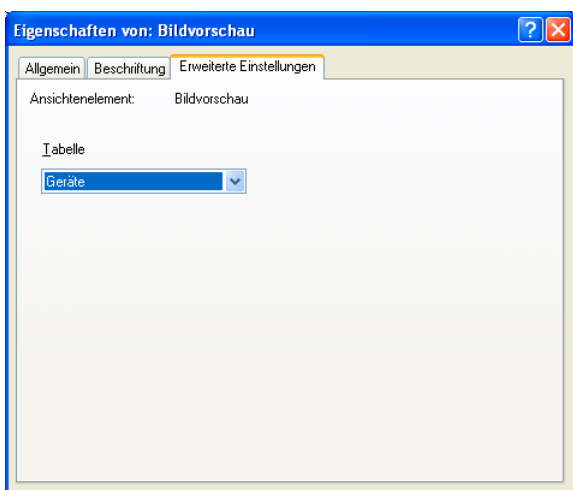 Eigenschaften von: Bildvorschau
Allgemein Beschriftung Erweiterte Einstellungen
Ansichtenelement: Bildvorschau
Tabelle
Geräte